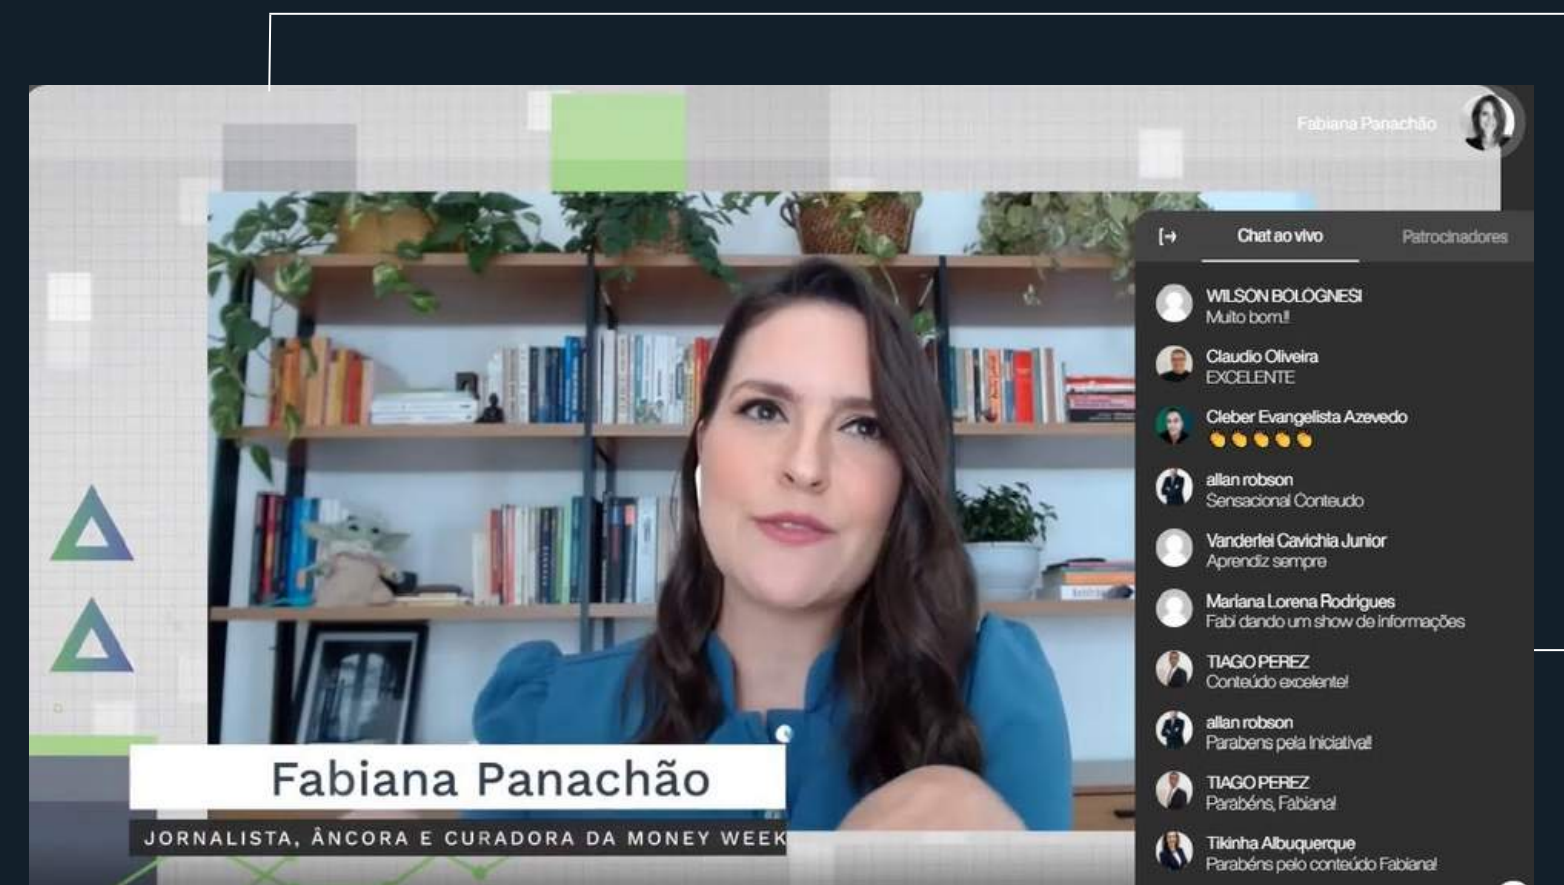 Fabiana Panachão
Chat ao vivo
Patrocinadores
WILSON BOLOGNESI
Muito bom.!!
Claudio Oliveira
EXCELENTE
Cleber Evangelista Azevedo
👏👏👏👏👏
allan robson
Sensacional Conteudo
Vanderlei Cavichia Junior
Aprendiz sempre
Mariana Lorena Rodrigues
Fabi dando um show de informações
TIAGO PEREZ
Conteúdo excelente!
allan robson
Parabens pela Iniciativa!!
TIAGO PEREZ
Parabéns, Fabiana!
Tikinha Albuquerque
Parabéns pelo conteúdo Fabiana!
Fabiana Panachão
JORNALISTA, ÂNCORA E CURADORA DA MONEY WEEK